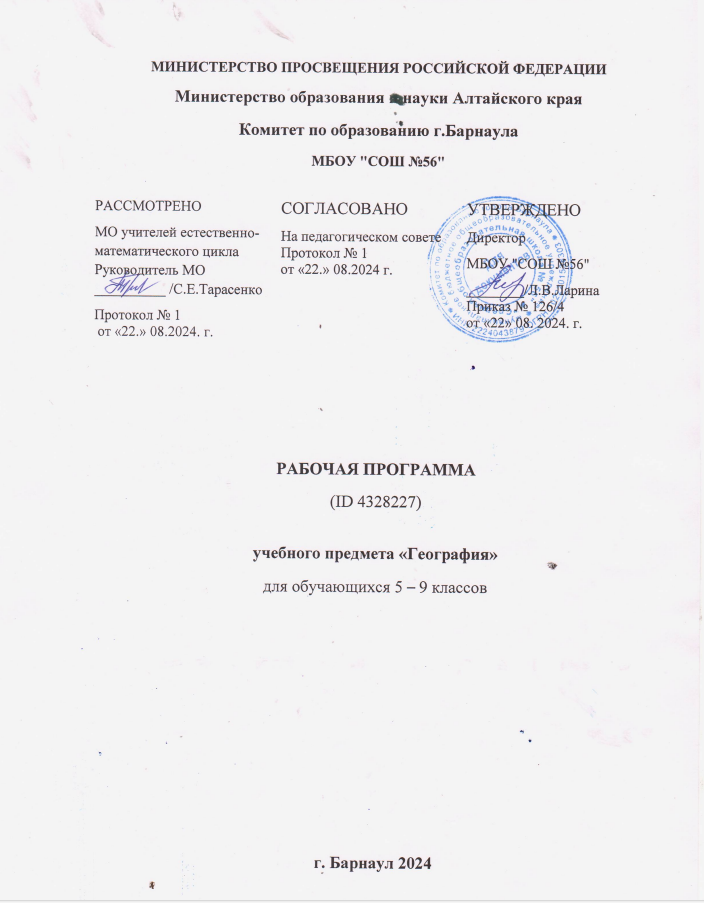 МИНИСТЕРСТВО ПРОСВЕЩЕНИЯ РОССИЙСКОЙ ФЕДЕРАЦИИ
Министерство образования науки Алтайского края
Комитет по образованию г.Барнаула
МБОУ "СОШ №56"
РАССМОТРЕНО
МО учителей естественно-
математического цикла
Руководитель МО
/С.Е.Тарасенко
Протокол № 1
от «22.» 08.2024. г.
СОГЛАСОВАНО
На педагогическом совете
Протокол № 1
от «22.» 08.2024 г.
УТВЕРЖДЕНО
Директор
МБОУ "СОШ №56"
/Л.В.Ларина
Приказ № 126/4
от «22» 08. 2024. г.
РАБОЧАЯ ПРОГРАММА
(ID 4328227)
учебного предмета «География»
для обучающихся 5 – 9 классов
г. Барнаул 2024